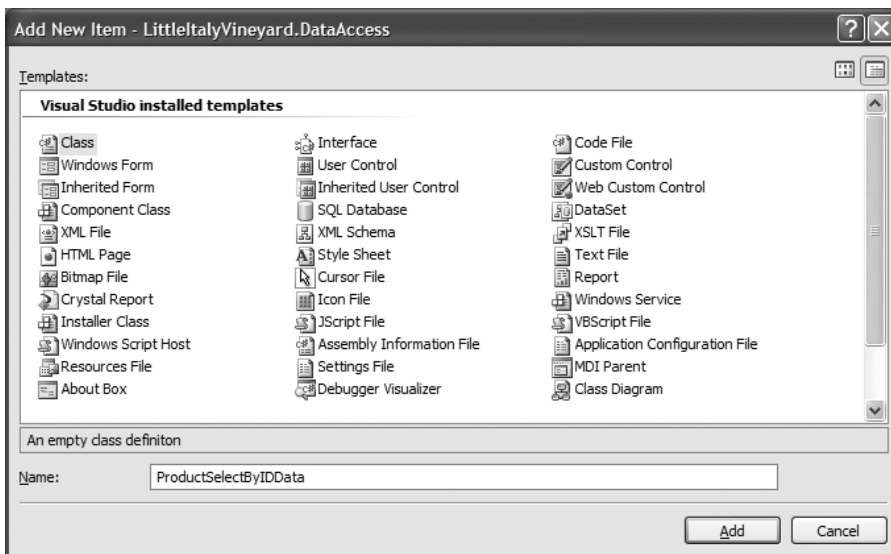 Add New Item - LittleItalyVineyard.DataAccess
Templates:
Visual Studio installed templates
Class Interface Code File
Windows Form User Control Custom Control
Inherited Form Inherited User Control Web Custom Control
Component Class SQL Database DataSet
XML File XML Schema XSLT File
HTML Page Style Sheet Text File
Bitmap File Cursor File Report
Crystal Report Icon File Windows Service
Installer Class JScript File VBScript File
Windows Script Host Assembly Information File Application Configuration File
Resources File Settings File MDI Parent
About Box Debugger Visualizer Class Diagram
An empty class definiton
Name: ProductSelectByIDData
Add Cancel